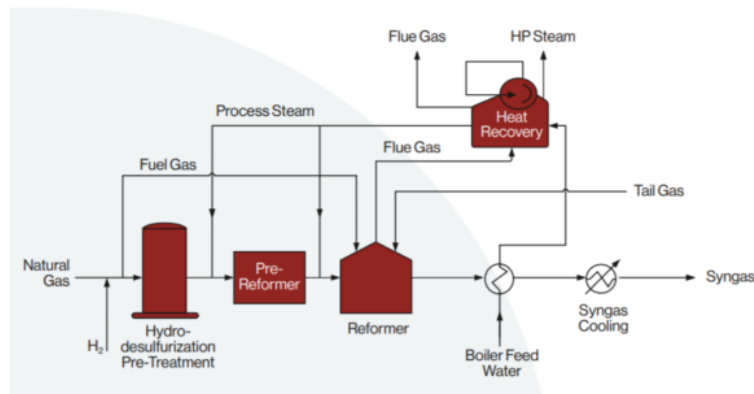 Flue Gas
HP Steam
Process Steam
Heat
Recovery
Flue Gas
Fuel Gas
Tail Gas
Natural
Gas
Pre-
Reformer
Syngas
H₂
Hydro-
desulfurization
Pre-Treatment
Reformer
Syngas
Cooling
Boiler Feed
Water